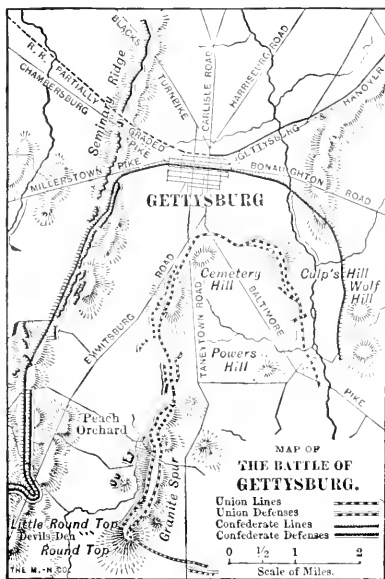 BLACKS
TURNPIKE
CARLISLE ROAD
HARRISBURG ROAD
HANOVER
R.R. PARTIALLY
GRADED
CHAMBERSBURG
PIKE
Seminary Ridge
GETTYSBURG
MILLERSTOWN PIKE
BONAUGHTON
ROAD
GETTYSBURG
EMMITSBURG ROAD
TANEYTOWN ROAD
BALTIMORE
PIKE
Cemetery
Hill
Culp's Hill
Wolf
Hill
Powers
Hill
Peach
Orchard
Granite Spur
Little Round Top
Devils Den
Round Top
THE M.-N. CO.
MAP OF
THE BATTLE OF
GETTYSBURG.
Union Lines
Union Defenses
Confederate Lines
Confederate Defenses
0 1/2 1 2
Scale of Miles.